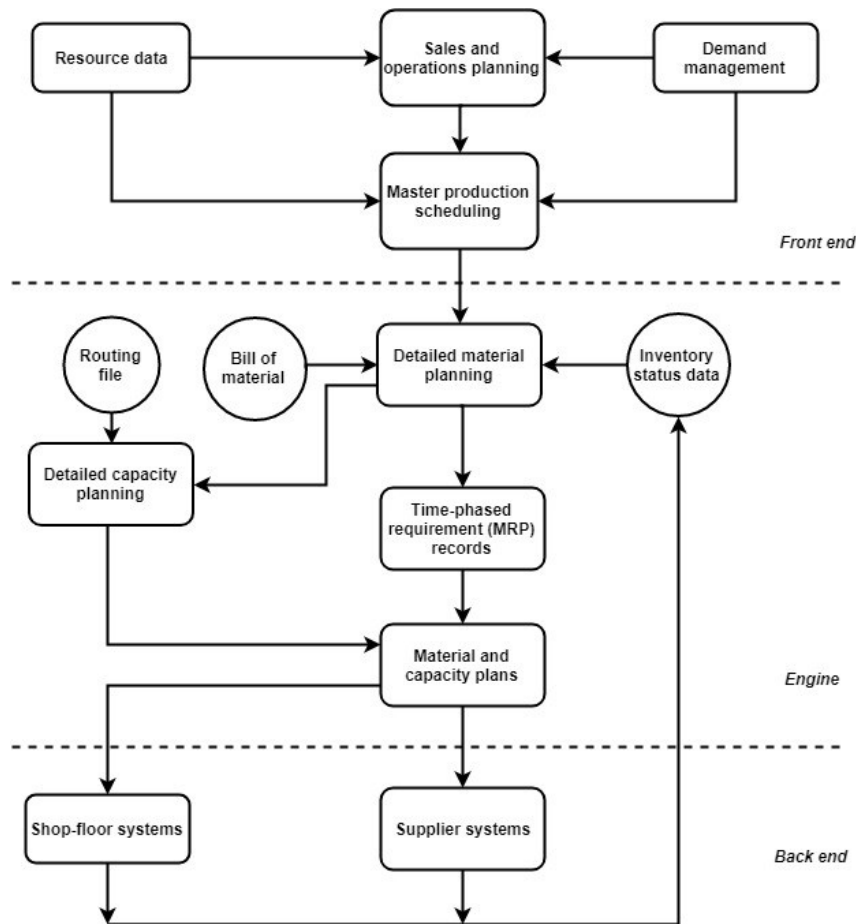 Resource data
Sales and
operations planning
Demand
management
Master production
scheduling
Front end
Routing
file
Bill of
material
Detailed material
planning
Inventory
status data
Detailed capacity
planning
Time-phased
requirement (MRP)
records
Material and
capacity plans
Engine
Shop-floor systems
Supplier systems
Back end